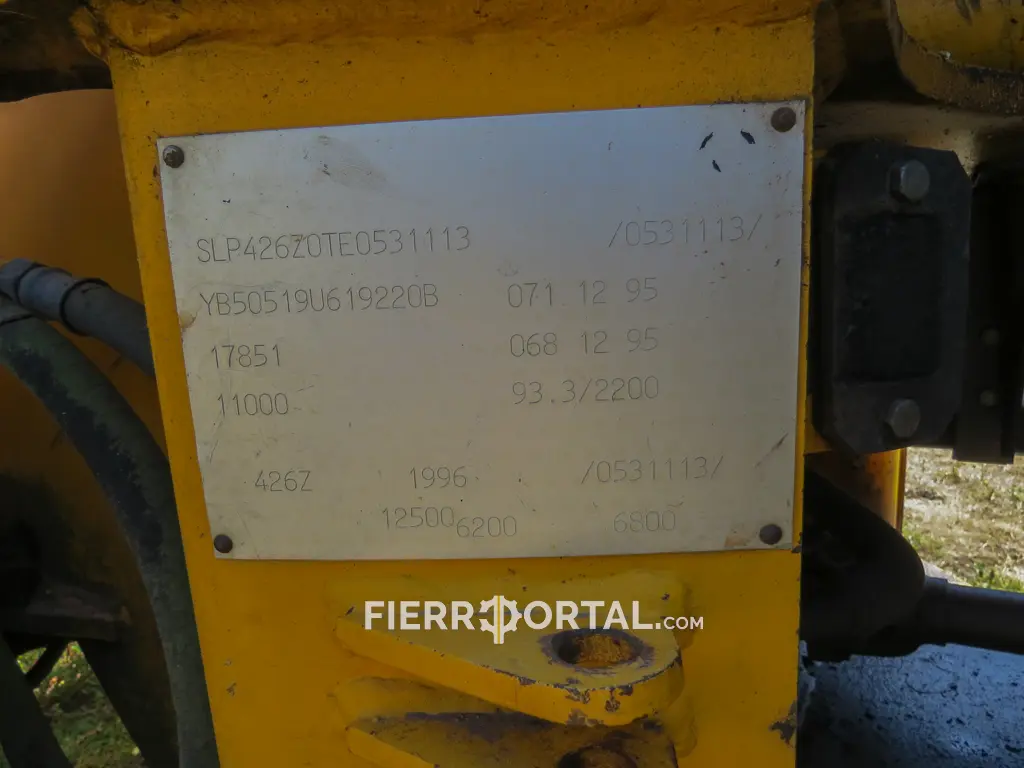 SLP426Z0TE0531113 /0531113/
YB50519U619220B 071 12 95
17851 068 12 95
11000 93.3/2200
426Z 1996 /0531113/
12500 6200 6800
FIERROPORTAL.COM